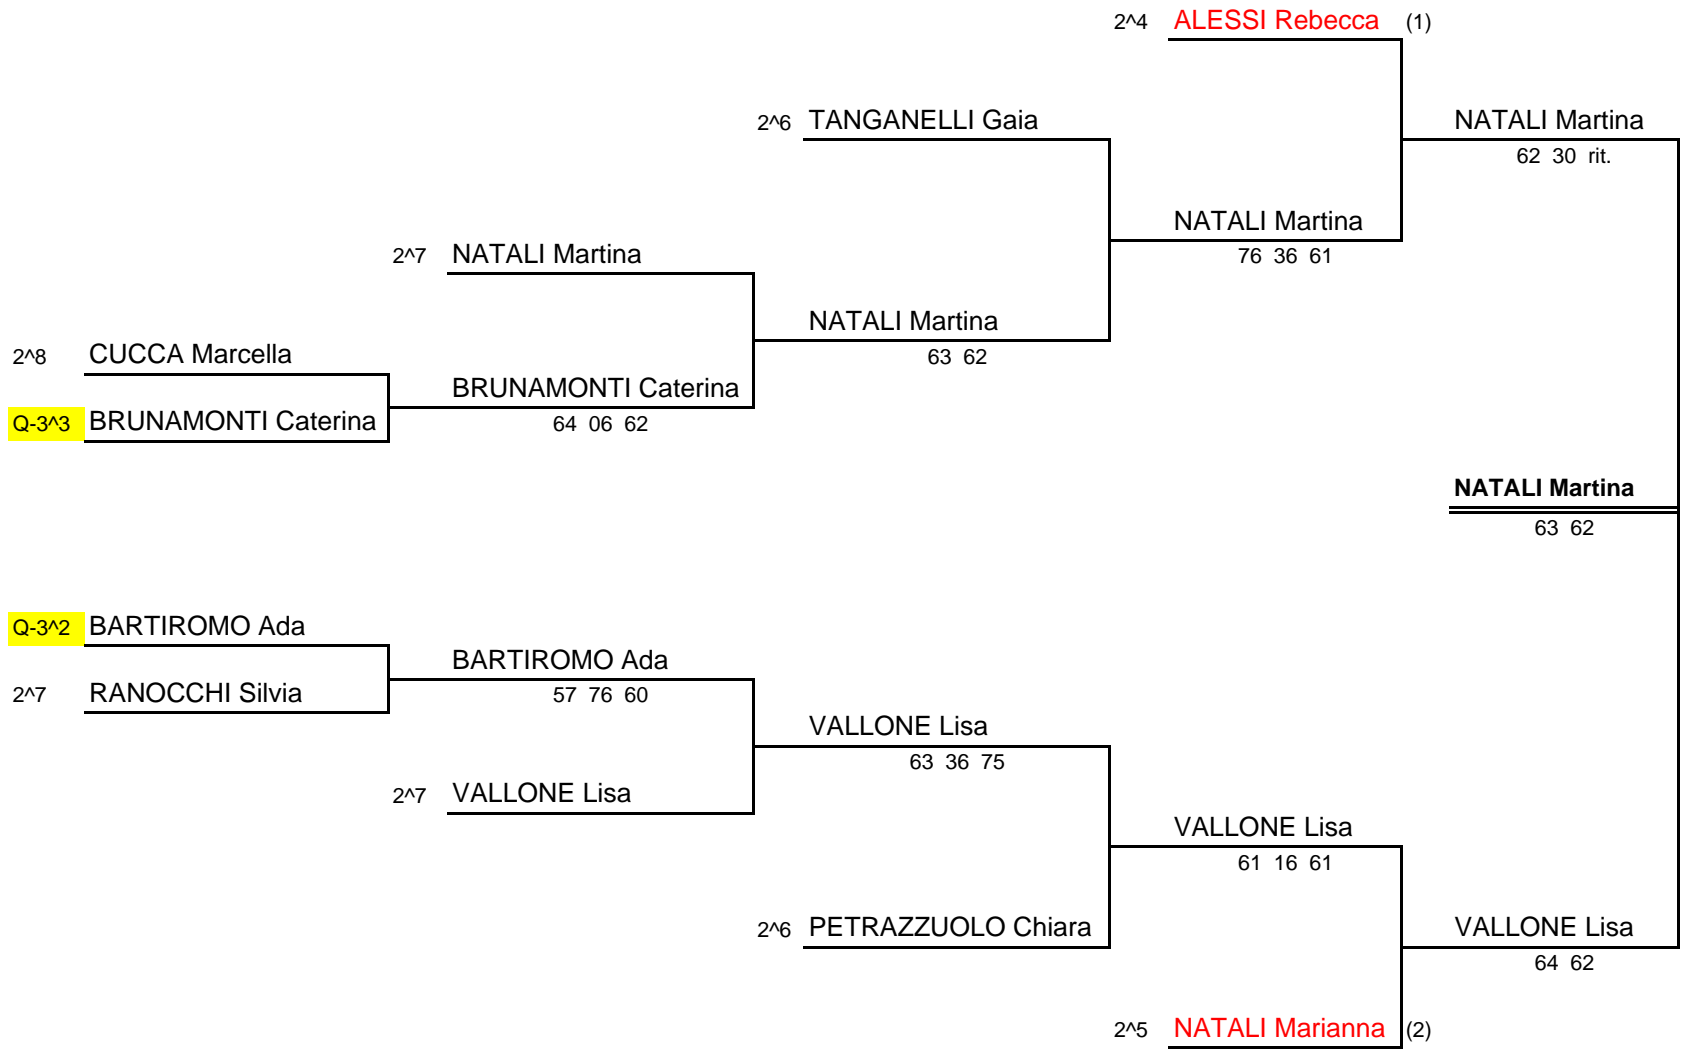 2^4 ALESSI Rebecca (1)
2^6 TANGANELLI Gaia
NATALI Martina
62 30 rit.
NATALI Martina
76 36 61
2^7 NATALI Martina
NATALI Martina
63 62
2^8 CUCCA Marcella
BRUNAMONTI Caterina
64 06 62
Q-3^3 BRUNAMONTI Caterina
NATALI Martina
63 62
Q-3^2 BARTIROMO Ada
BARTIROMO Ada
57 76 60
2^7 RANOCCHI Silvia
VALLONE Lisa
63 36 75
2^7 VALLONE Lisa
VALLONE Lisa
61 16 61
2^6 PETRAZZUOLO Chiara
VALLONE Lisa
64 62
2^5 NATALI Marianna (2)